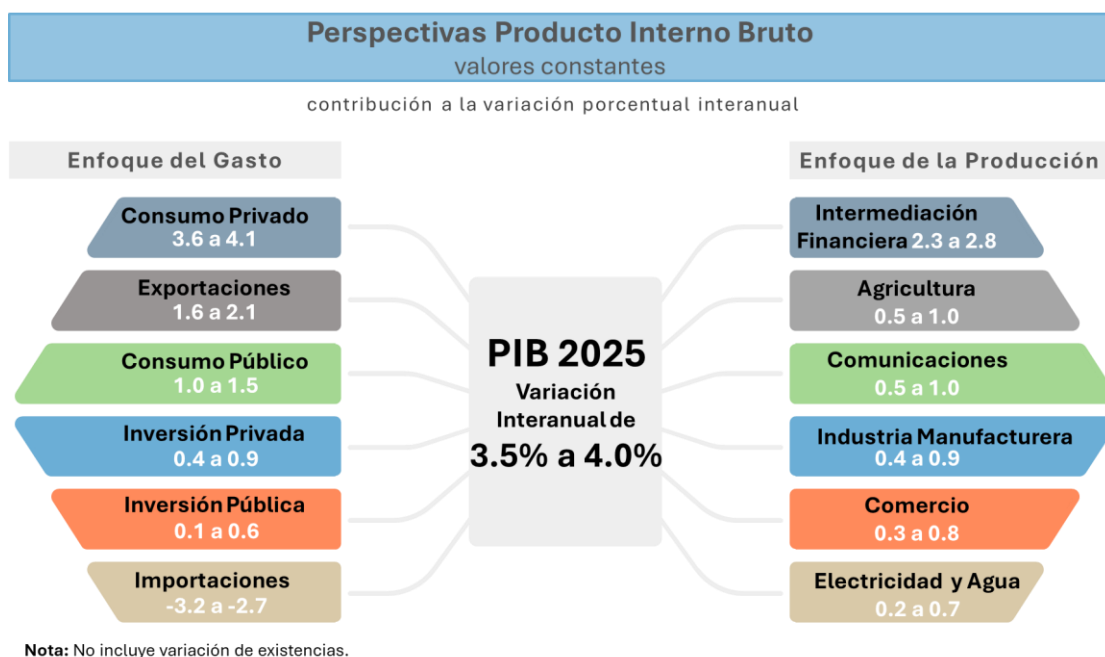 Perspectivas Producto Interno Bruto
valores constantes
contribución a la variación porcentual interanual
Enfoque del Gasto
Consumo Privado
3.6 a 4.1
Exportaciones
1.6 a 2.1
Consumo Público
1.0 a 1.5
Inversión Privada
0.4 a 0.9
Inversión Pública
0.1 a 0.6
Importaciones
-3.2 a -2.7
PIB 2025
Variación
Interanual de
3.5% a 4.0%
Enfoque de la Producción
Intermediación
Financiera 2.3 a 2.8
Agricultura
0.5 a 1.0
Comunicaciones
0.5 a 1.0
Industria Manufacturera
0.4 a 0.9
Comercio
0.3 a 0.8
Electricidad y Agua
0.2 a 0.7
Nota: No incluye variación de existencias.